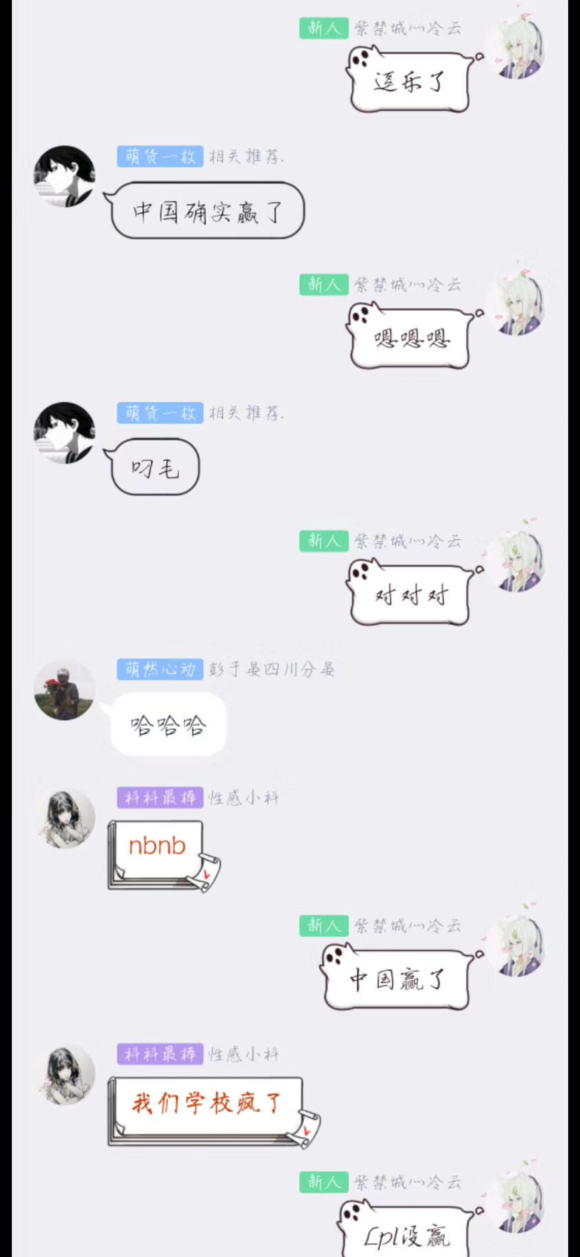 新人 紫禁城灬冷云
逗乐了
萌货一枚 相关推荐.
中国确实赢了
新人 紫禁城灬冷云
嗯嗯嗯
萌货一枚 相关推荐.
叼毛
新人 紫禁城灬冷云
对对对
萌然心动 彭于晏四川分晏
哈哈哈
科科最棒 性感小科
nbnb
新人 紫禁城灬冷云
中国赢了
科科最棒 性感小科
我们学校疯了
新人 紫禁城灬冷云
Lpl没赢